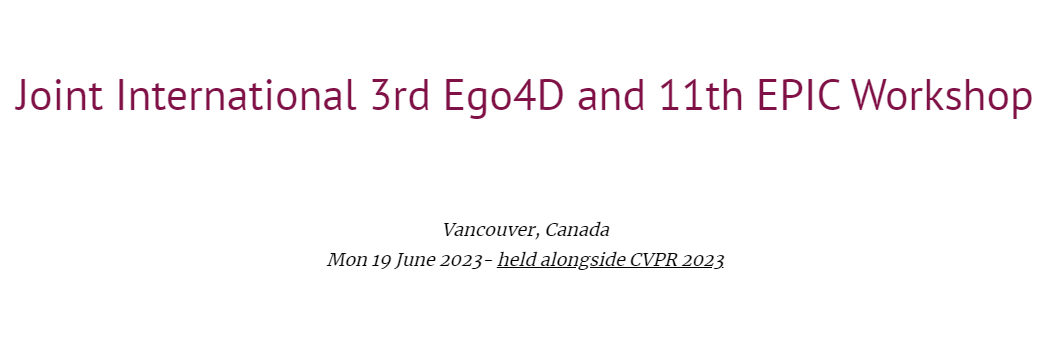 Joint International 3rd Ego4D and 11th EPIC Workshop
Vancouver, Canada
Mon 19 June 2023- held alongside CVPR 2023